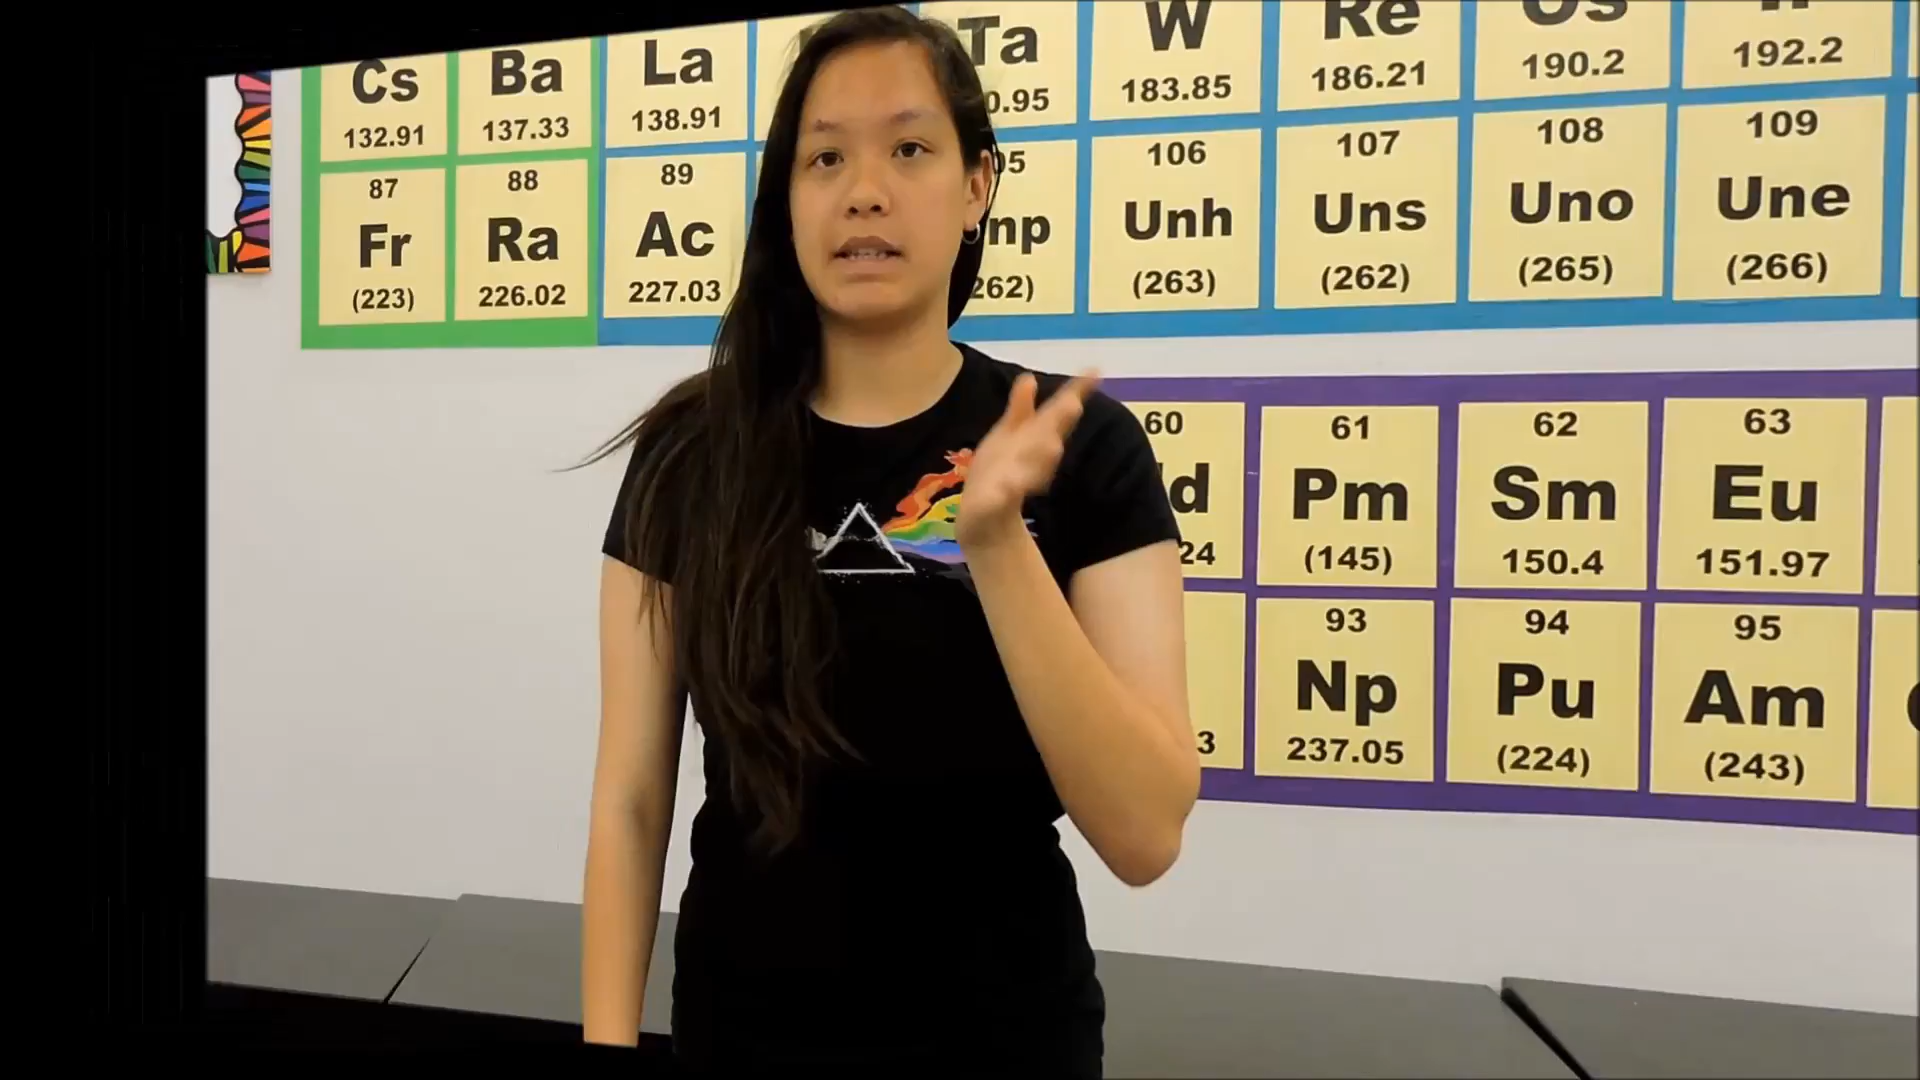 Cs Ba La Ta W Re Os
132.91 137.33 138.91 183.85 186.21 190.2 192.2
87 88 89 106 107 108 109
Fr Ra Ac Unh Uns Uno Une
(223) 226.02 227.03 (263) (262) (265) (266)
60 61 62 63
Pm Sm Eu
(145) 150.4 151.97
93 94 95
Np Pu Am
237.05 (224) (243)